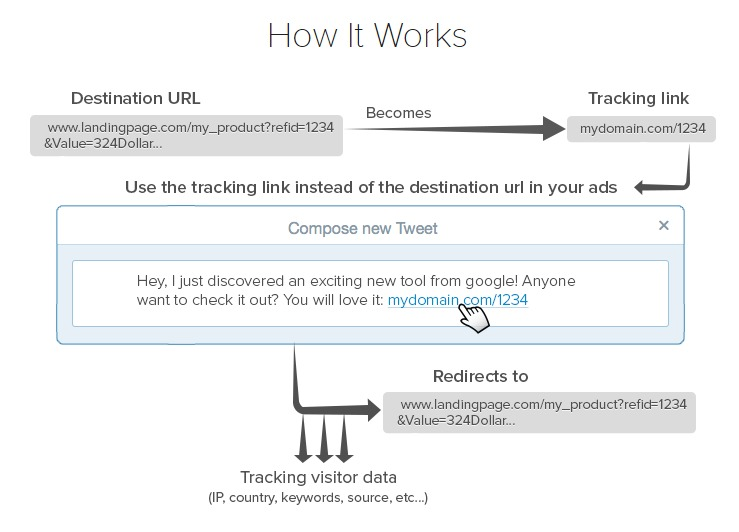 How It Works
Destination URL
www.landingpage.com/my_product?refid=1234
&Value=324Dollar...
Becomes
Tracking link
mydomain.com/1234
Use the tracking link instead of the destination url in your ads
Compose new Tweet
×
Hey, I just discovered an exciting new tool from google! Anyone
want to check it out? You will love it: mydomain.com/1234
Redirects to
www.landingpage.com/my_product?refid=1234
&Value=324Dollar...
Tracking visitor data
(IP, country, keywords, source, etc...)